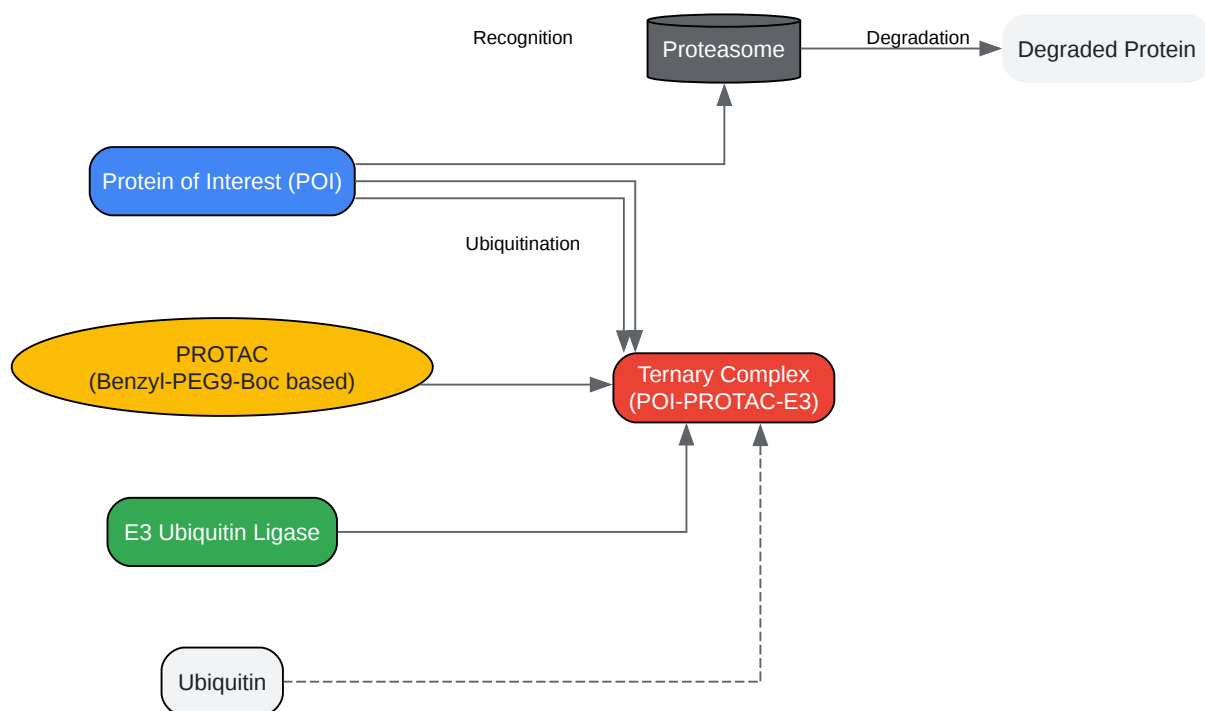 Recognition
Proteasome
Degradation
Degraded Protein
Protein of Interest (POI)
Ubiquitination
PROTAC
(Benzyl-PEG9-Boc based)
Ternary Complex
(POI-PROTAC-E3)
E3 Ubiquitin Ligase
Ubiquitin